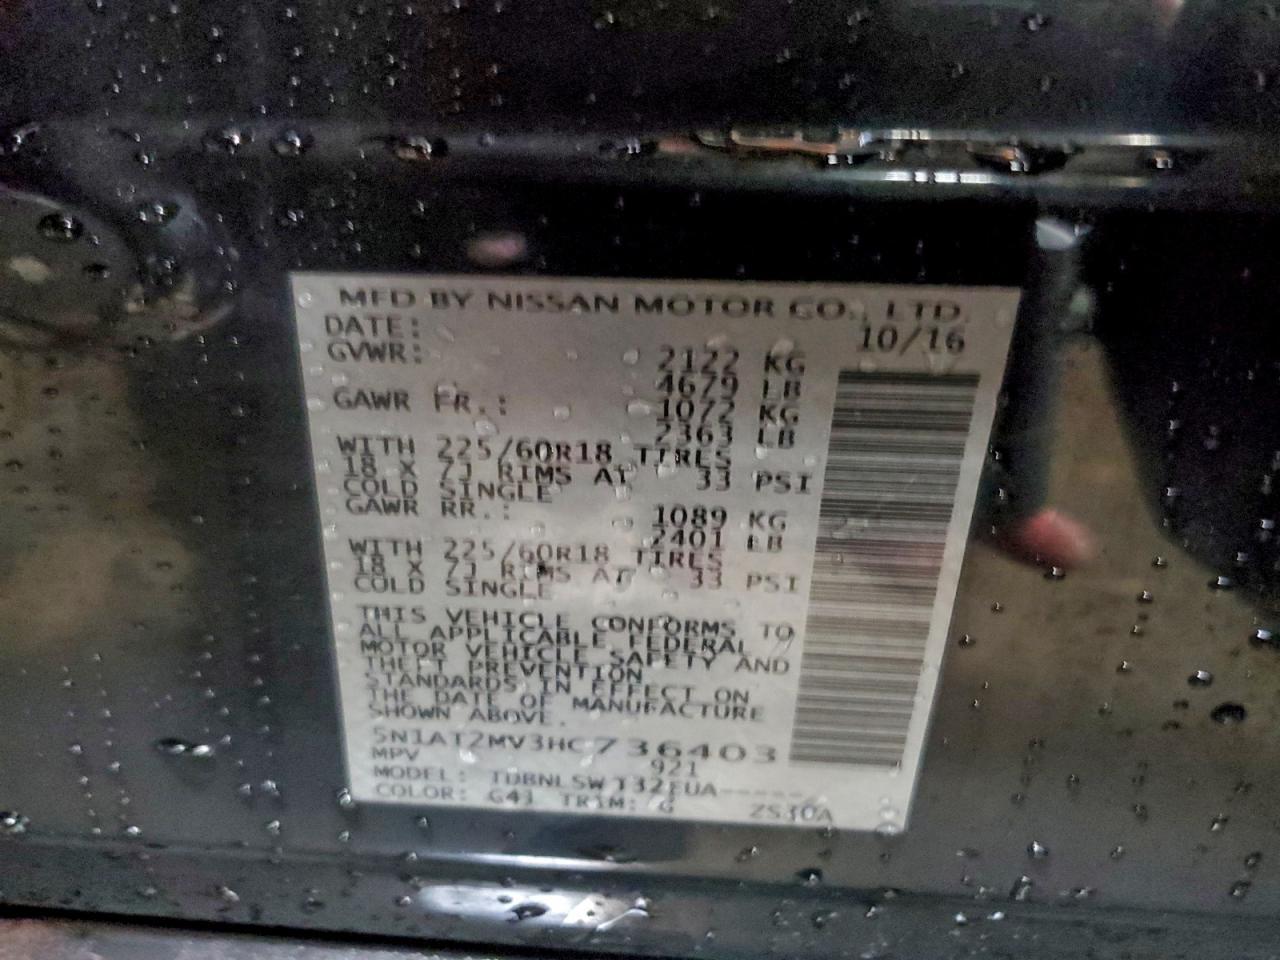 MFD BY NISSAN MOTOR CO., LTD.
DATE: 10/16
GVWR: 2122 KG
4679 LB
GAWR FR.: 1072 KG
2363 LB
WITH 225/60R18 TIRES
18 X 7J RIMS AT 33 PSI
COLD SINGLE
GAWR RR.: 1089 KG
2401 LB
WITH 225/60R18 TIRES
18 X 7J RIMS AT 33 PSI
COLD SINGLE
THIS VEHICLE CONFORMS TO
ALL APPLICABLE FEDERAL
MOTOR VEHICLE SAFETY AND
THEFT PREVENTION
STANDARDS IN EFFECT ON
THE DATE OF MANUFACTURE
SHOWN ABOVE.
5N1AT2MV3HC736403
MPV 921
MODEL:
COLOR: G41 TRIM: G